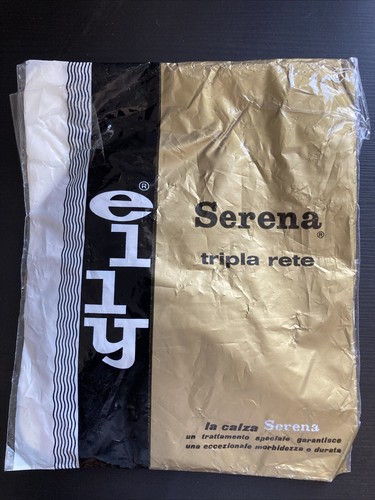 elly®
Serena®
tripla rete
la calza Serena
un trattamento speciale garantisce
una eccezionale morbidezza e durata